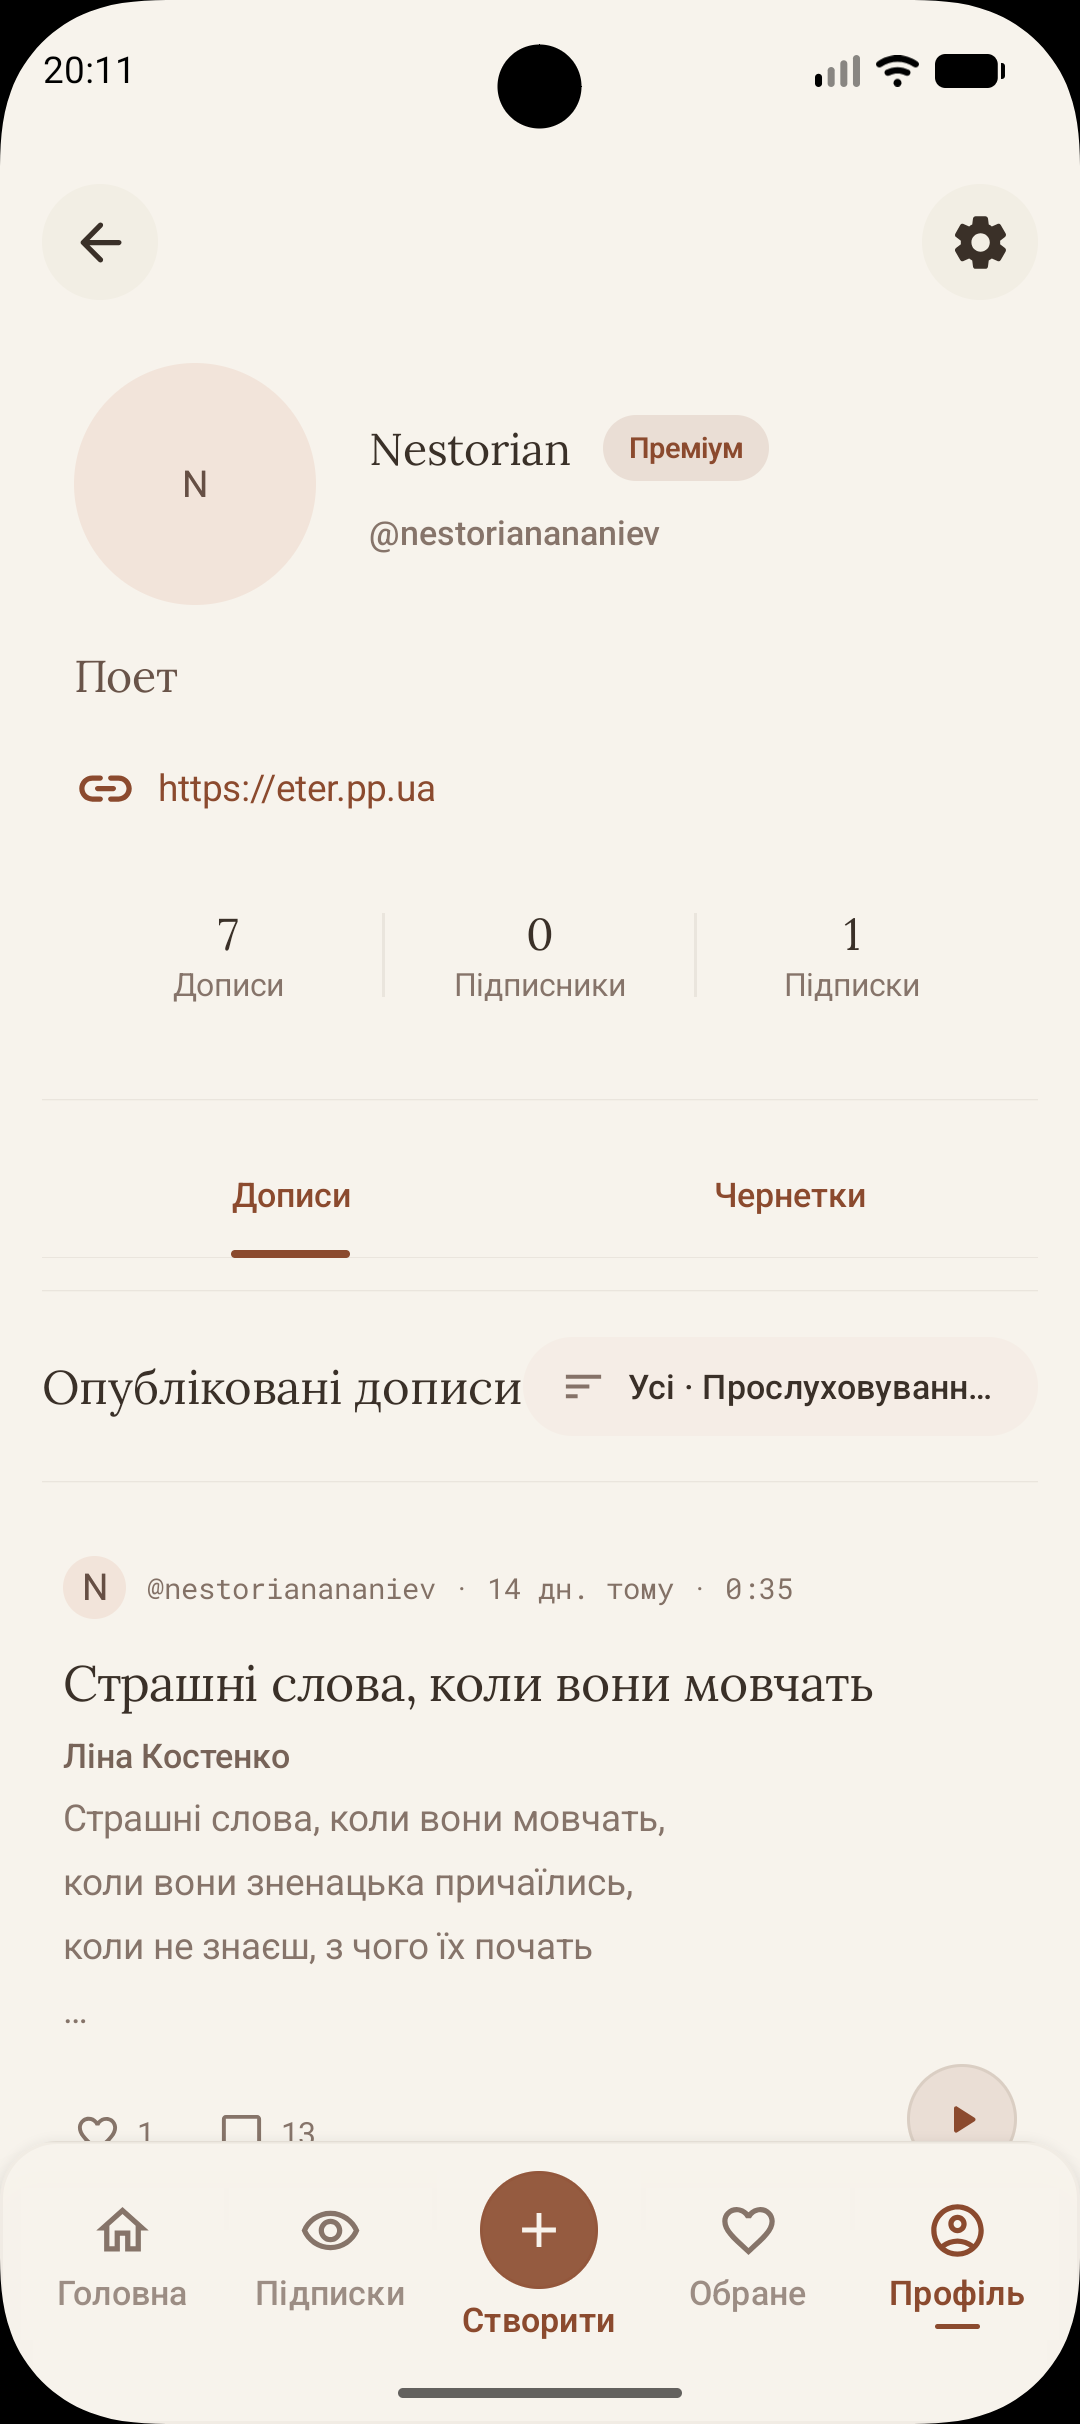 20:11
N
Nestorian
Преміум
@nestorianananiev
Поет
https://eter.pp.ua
7
Дописи
0
Підписники
1
Підписки
Дописи
Чернетки
Опубліковані дописи
Усі · Прослуховуванн...
N
@nestorianananiev · 14 дн. тому · 0:35
Страшні слова, коли вони мовчать
Ліна Костенко
Страшні слова, коли вони мовчать,
коли вони зненацька причаїлись,
коли не знаєш, з чого їх почать
...
1
13
Головна
Підписки
Створити
Обране
Профіль